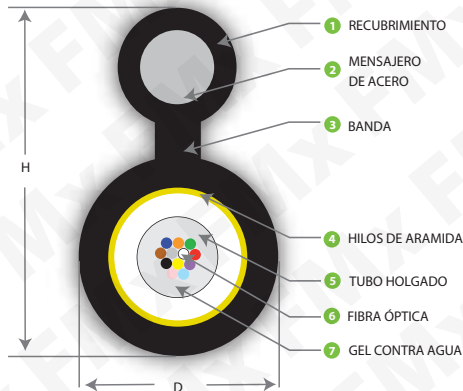 1 RECUBRIMIENTO
2 MENSAJERO
DE ACERO
3 BANDA
H
4 HILOS DE ARAMIDA
5 TUBO HOLGADO
6 FIBRA ÓPTICA
7 GEL CONTRA AGUA
D